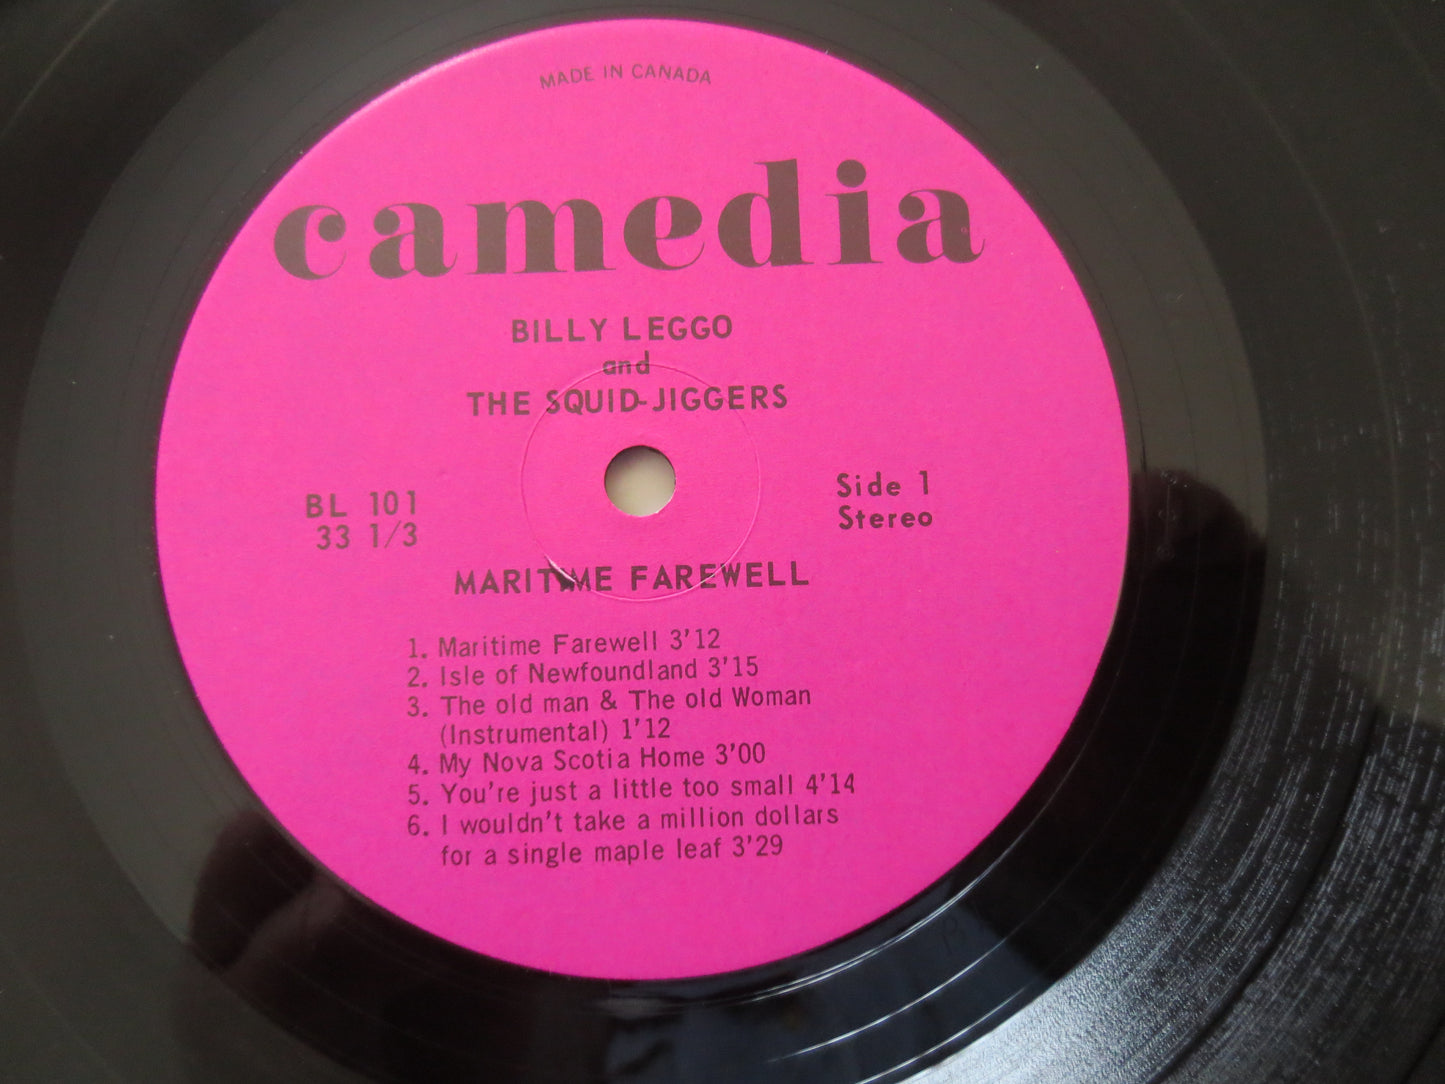 MADE IN CANADA
camedia
BILLY LEGGO
and
THE SQUID-JIGGERS
BL 101
33 1/3
Side 1
Stereo
MARITIME FAREWELL
1. Maritime Farewell 3'12
2. Isle of Newfoundland 3'15
3. The old man & The old Woman
(Instrumental) 1'12
4. My Nova Scotia Home 3'00
5. You're just a little too small 4'14
6. I wouldn't take a million dollars
for a single maple leaf 3'29